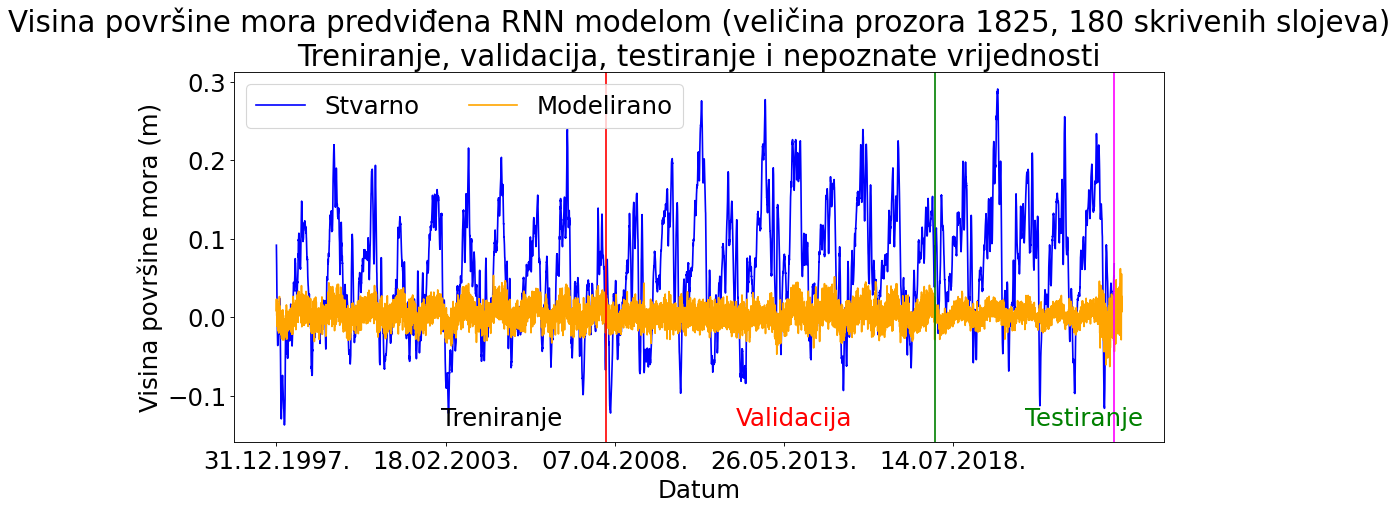 Visina površine mora predviđena RNN modelom (veličina prozora 1825, 180 skrivenih slojeva)
Treniranje, validacija, testiranje i nepoznate vrijednosti
Stvarno Modelirano
Visina površine mora (m)
0.3
0.2
0.1
0.0
−0.1
Treniranje Validacija Testiranje
31.12.1997. 18.02.2003. 07.04.2008. 26.05.2013. 14.07.2018.
Datum